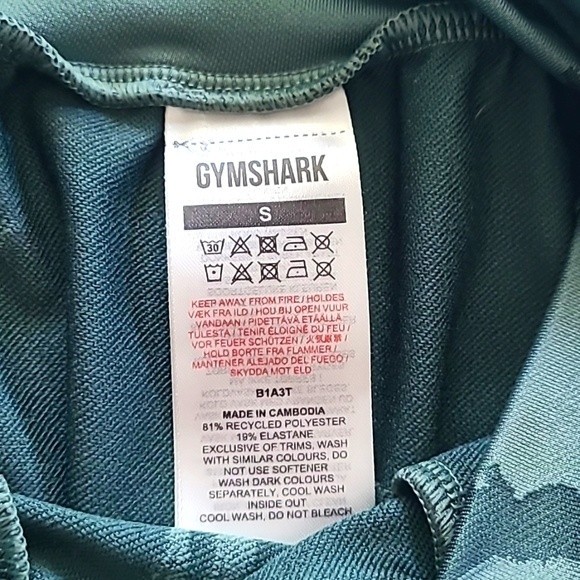 GYMSHARK
S
30
KEEP AWAY FROM FIRE / HOLDES
VÆK FRA ILD / HOU BIJ OPEN VUUR
VANDAAN / PIDETTÄVÄ ETÄÄLLÄ
TULESTA / TENIR ÉLOIGNÉ DU FEU /
VOR FEUER SCHÜTZEN / 火気厳禁 /
HOLD BORTE FRA FLAMMER /
MANTENER ALEJADO DEL FUEGO /
SKYDDA MOT ELD
B1A3T
MADE IN CAMBODIA
81% RECYCLED POLYESTER
19% ELASTANE
EXCLUSIVE OF TRIMS, WASH
WITH SIMILAR COLOURS, DO
NOT USE SOFTENER
WASH DARK COLOURS
SEPARATELY, COOL WASH
INSIDE OUT
COOL WASH, DO NOT BLEACH